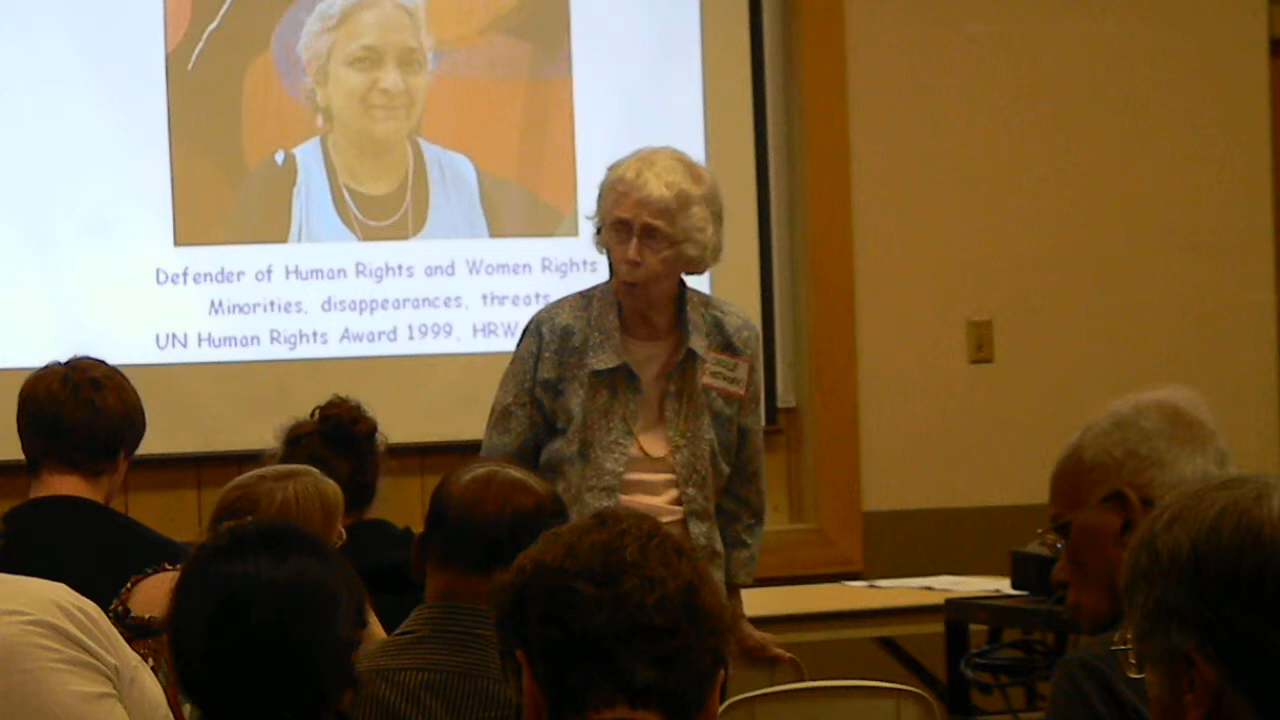 Defender of Human Rights and Women Rights
Minorities, disappearances, threats
UN Human Rights Award 1999, HRW